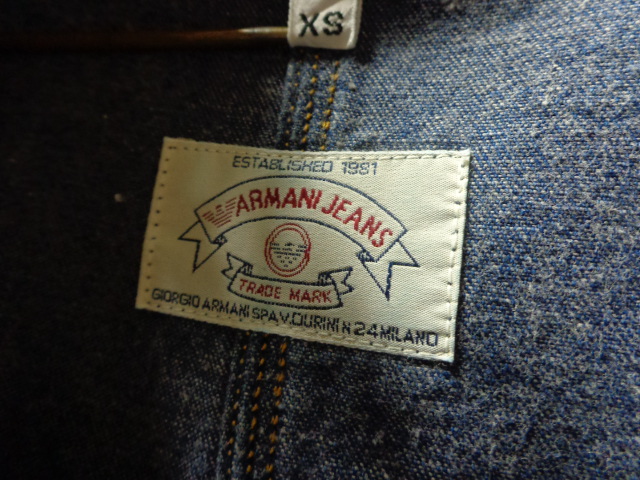 XS
ESTABLISHED 1981
ARMANI JEANS
TRADE MARK
GIORGIO ARMANI SPA V. DURINI N 24 MILANO